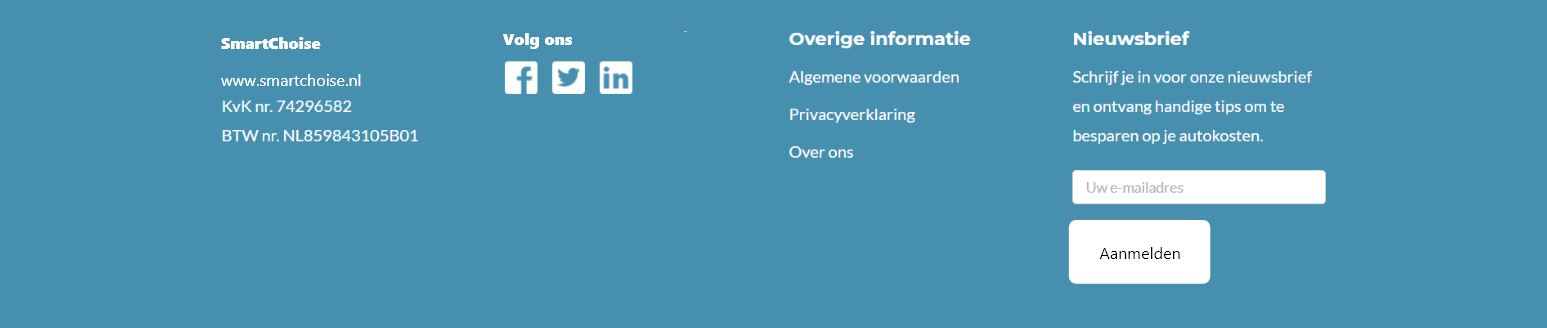 SmartChoise
www.smartchoise.nl
KvK nr. 74296582
BTW nr. NL859843105B01
Volg ons
Overige informatie
Algemene voorwaarden
Privacyverklaring
Over ons
Nieuwsbrief
Schrijf je in voor onze nieuwsbrief
en ontvang handige tips om te
besparen op je autokosten.
Uw e-mailadres
Aanmelden